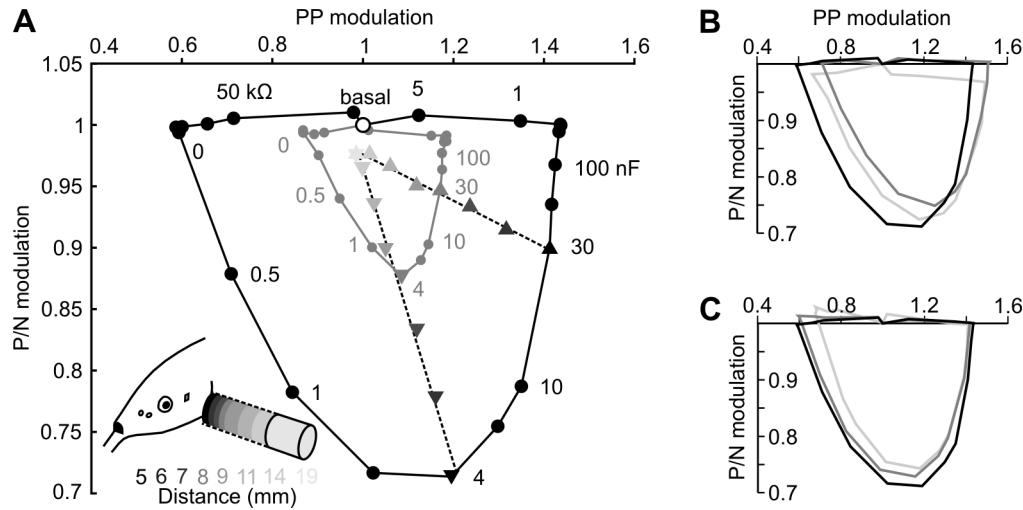 A
PP modulation
0.4 0.6 0.8 1 1.2 1.4 1.6
P/N modulation
1.05
1
0.95
0.9
0.85
0.8
0.75
0.7
50 kΩ
basal
5
1
0
0
100
100 nF
0.5
30
1
10
30
0.5
4
1
10
4
5 6 7 8 9 11 14 19
Distance (mm)
B
PP modulation
0.4 0.8 1.2 1.6
P/N modulation
0.9
0.8
0.7
C
0.4 0.8 1.2 1.6
P/N modulation
0.9
0.8
0.7